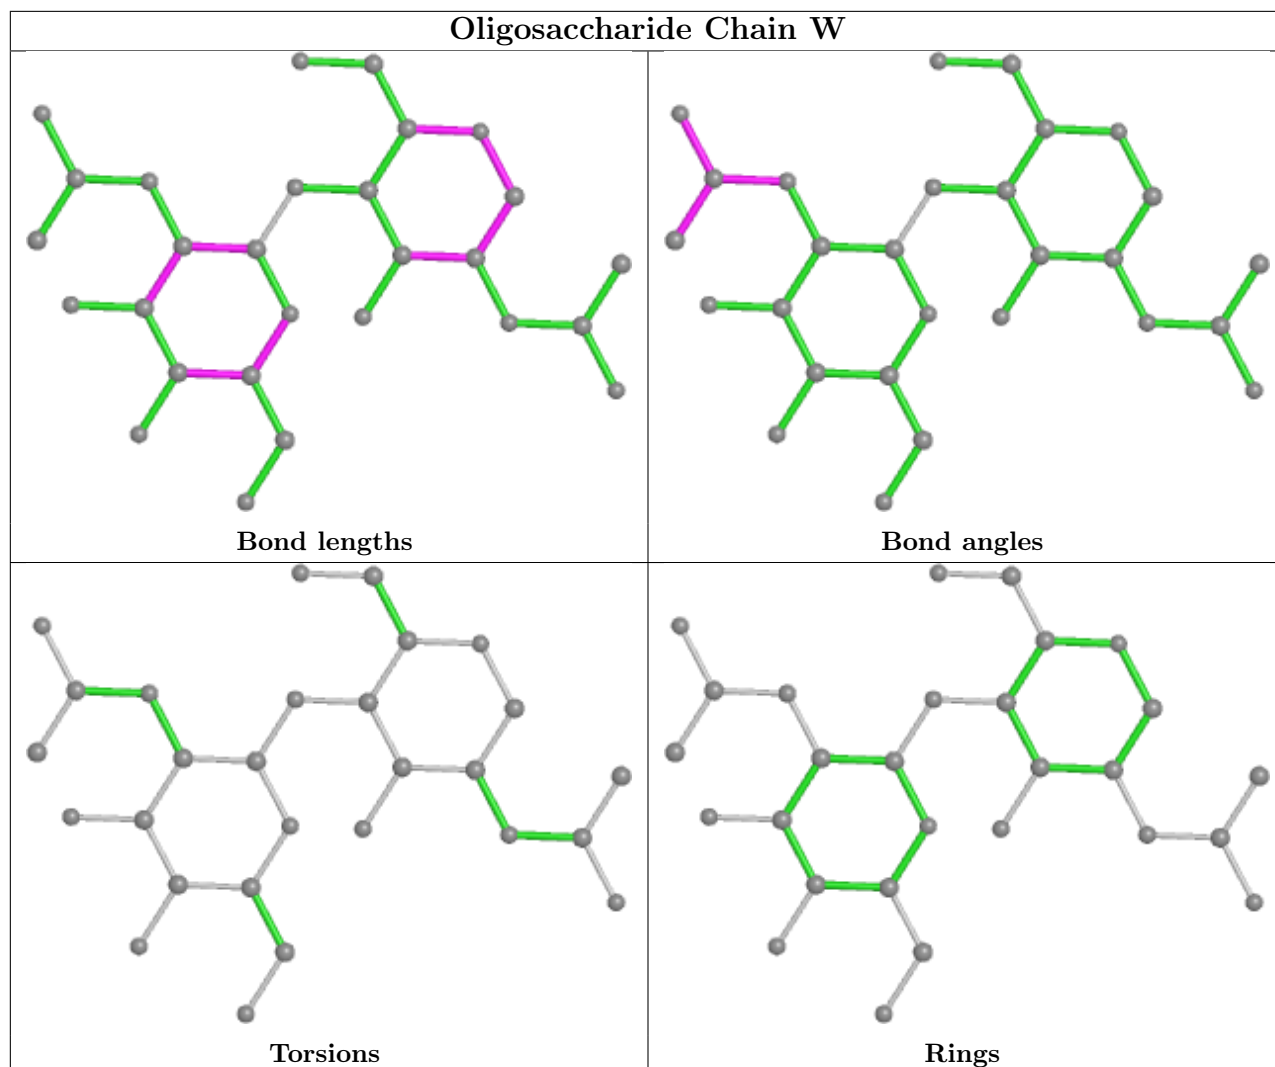 Oligosaccharide Chain W
Bond lengths
Bond angles
Torsions
Rings